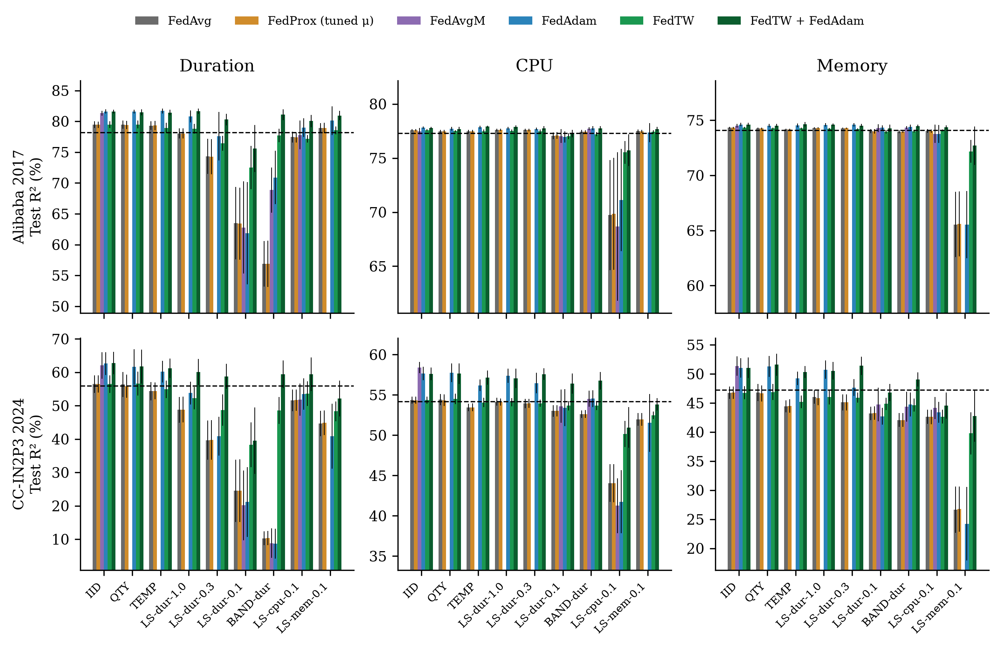 FedAvg FedProx (tuned μ) FedAvgM FedAdam FedTW FedTW + FedAdam
Duration CPU Memory
Alibaba 2017
Test R² (%)
85
80
75
70
65
60
55
50
80
75
70
65
75
70
65
60
CC-IN2P3 2024
Test R² (%)
70
60
50
40
30
20
10
60
55
50
45
40
35
55
50
45
40
35
30
25
20
IID
QTY
TEMP
LS-dur-1.0
LS-dur-0.3
LS-dur-0.1
BAND-dur
LS-cpu-0.1
LS-mem-0.1
IID
QTY
TEMP
LS-dur-1.0
LS-dur-0.3
LS-dur-0.1
BAND-dur
LS-cpu-0.1
LS-mem-0.1
IID
QTY
TEMP
LS-dur-1.0
LS-dur-0.3
LS-dur-0.1
BAND-dur
LS-cpu-0.1
LS-mem-0.1